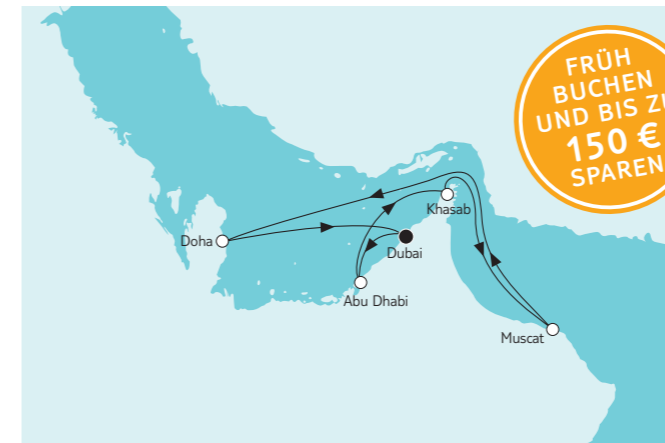 FRÜH
BUCHEN
UND BIS ZU
150 €
SPAREN
Khasab
Doha
Dubai
Abu Dhabi
Muscat